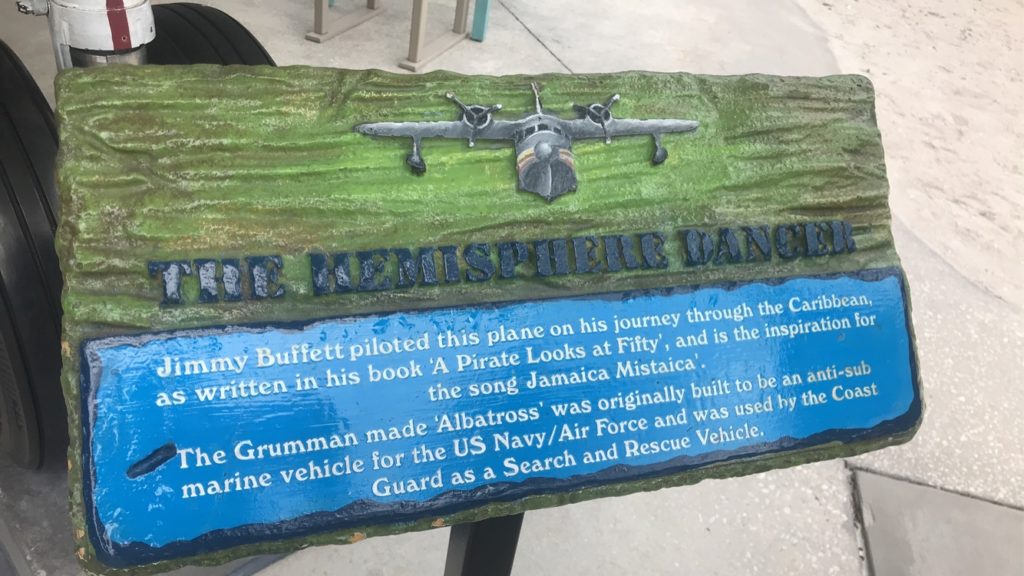 THE HEMISPHERE DANCER
Jimmy Buffett piloted this plane on his journey through the Caribbean,
as written in his book 'A Pirate Looks at Fifty', and is the inspiration for
the song Jamaica Mistaica'.
The Grumman made 'Albatross' was originally built to be an anti-sub
marine vehicle for the US Navy/Air Force and was used by the Coast
Guard as a Search and Rescue Vehicle.